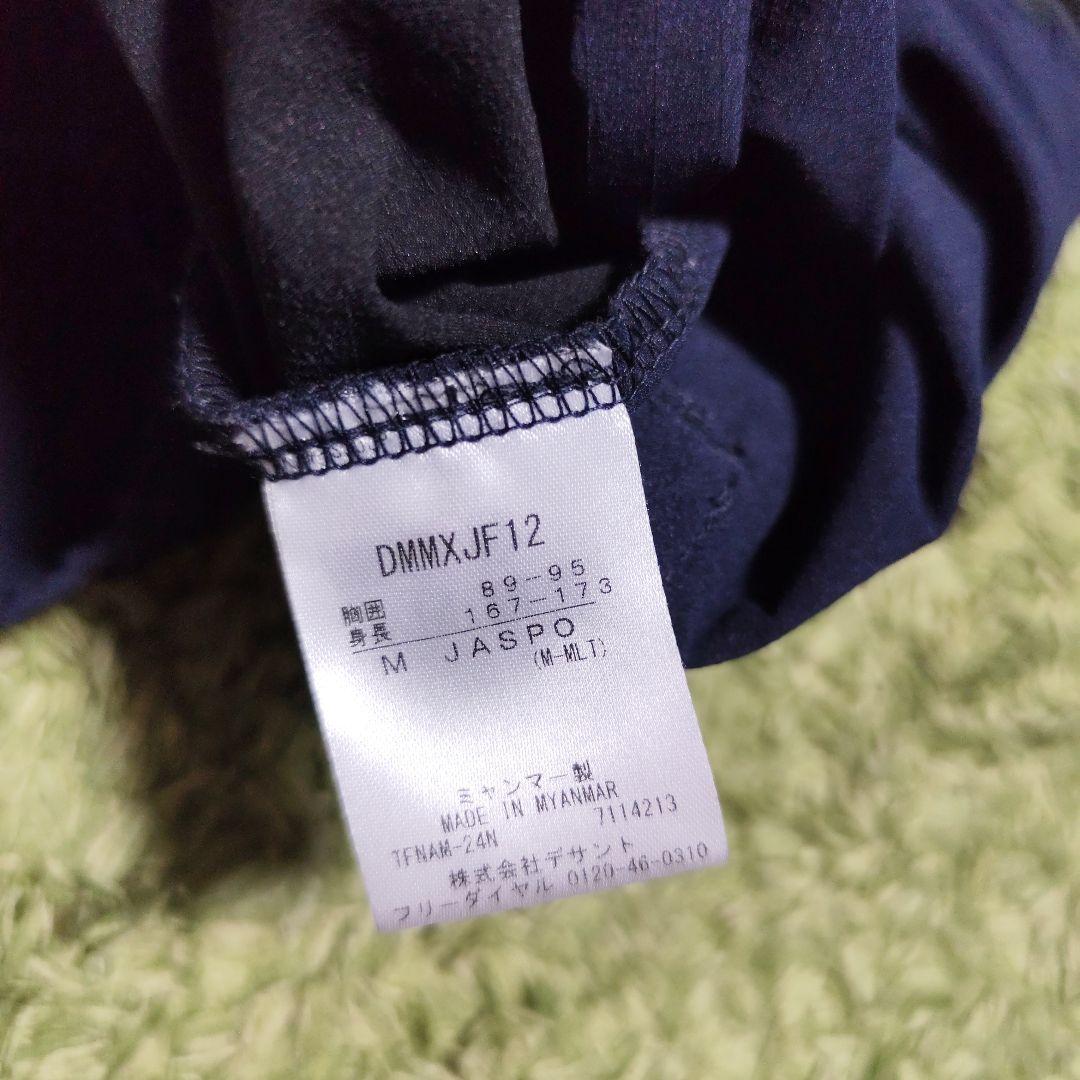 DMMXJF12
胸囲 89-95
身長 167-173
M JASPO
(M-MLT)
ミャンマー製
MADE IN MYANMAR
TFNAM-24N 7114213
株式会社デサント
フリーダイヤル 0120-46-0310